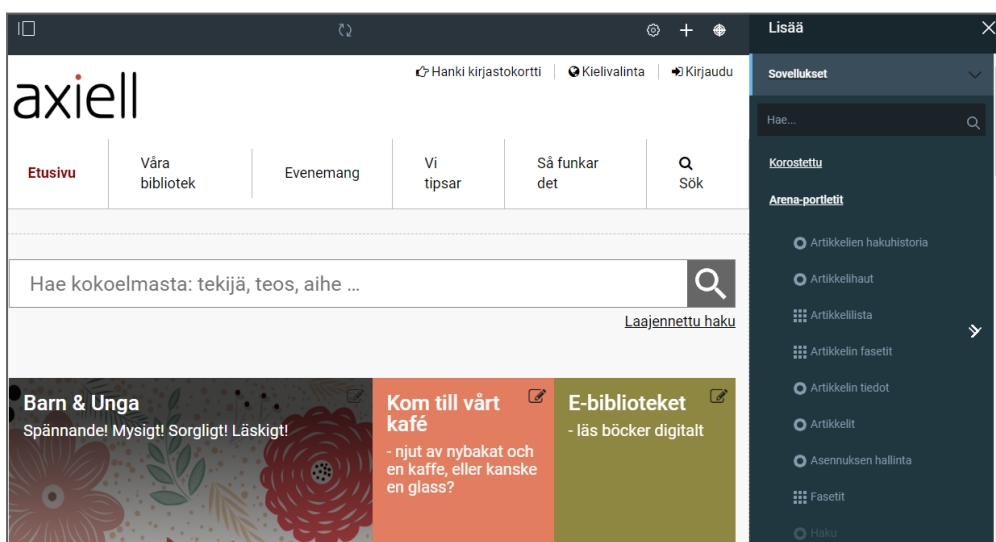 Lisää
Hanki kirjastokortti
Kielivalinta
Kirjaudu
axiell
Etusivu
Våra
bibliotek
Evenemang
Vi
tipsar
Så funkar
det
Sök
Hae kokoelmasta: tekijä, teos, aihe ...
Laajennettu haku
Barn & Unga
Spännande! Mysigt! Sorgligt! Läskigt!
Kom till vårt
kafé
- njut av nybakat och
en kaffe, eller kanske
en glass?
E-biblioteket
- läs böcker digitalt
Sovellukset
Hae...
Korostettu
Arena-portletit
Artikkelien hakuhistoria
Artikkelihaut
Artikkelilista
Artikkelin fasetit
Artikkelin tiedot
Artikkelit
Asennuksen hallinta
Fasetit
Haku